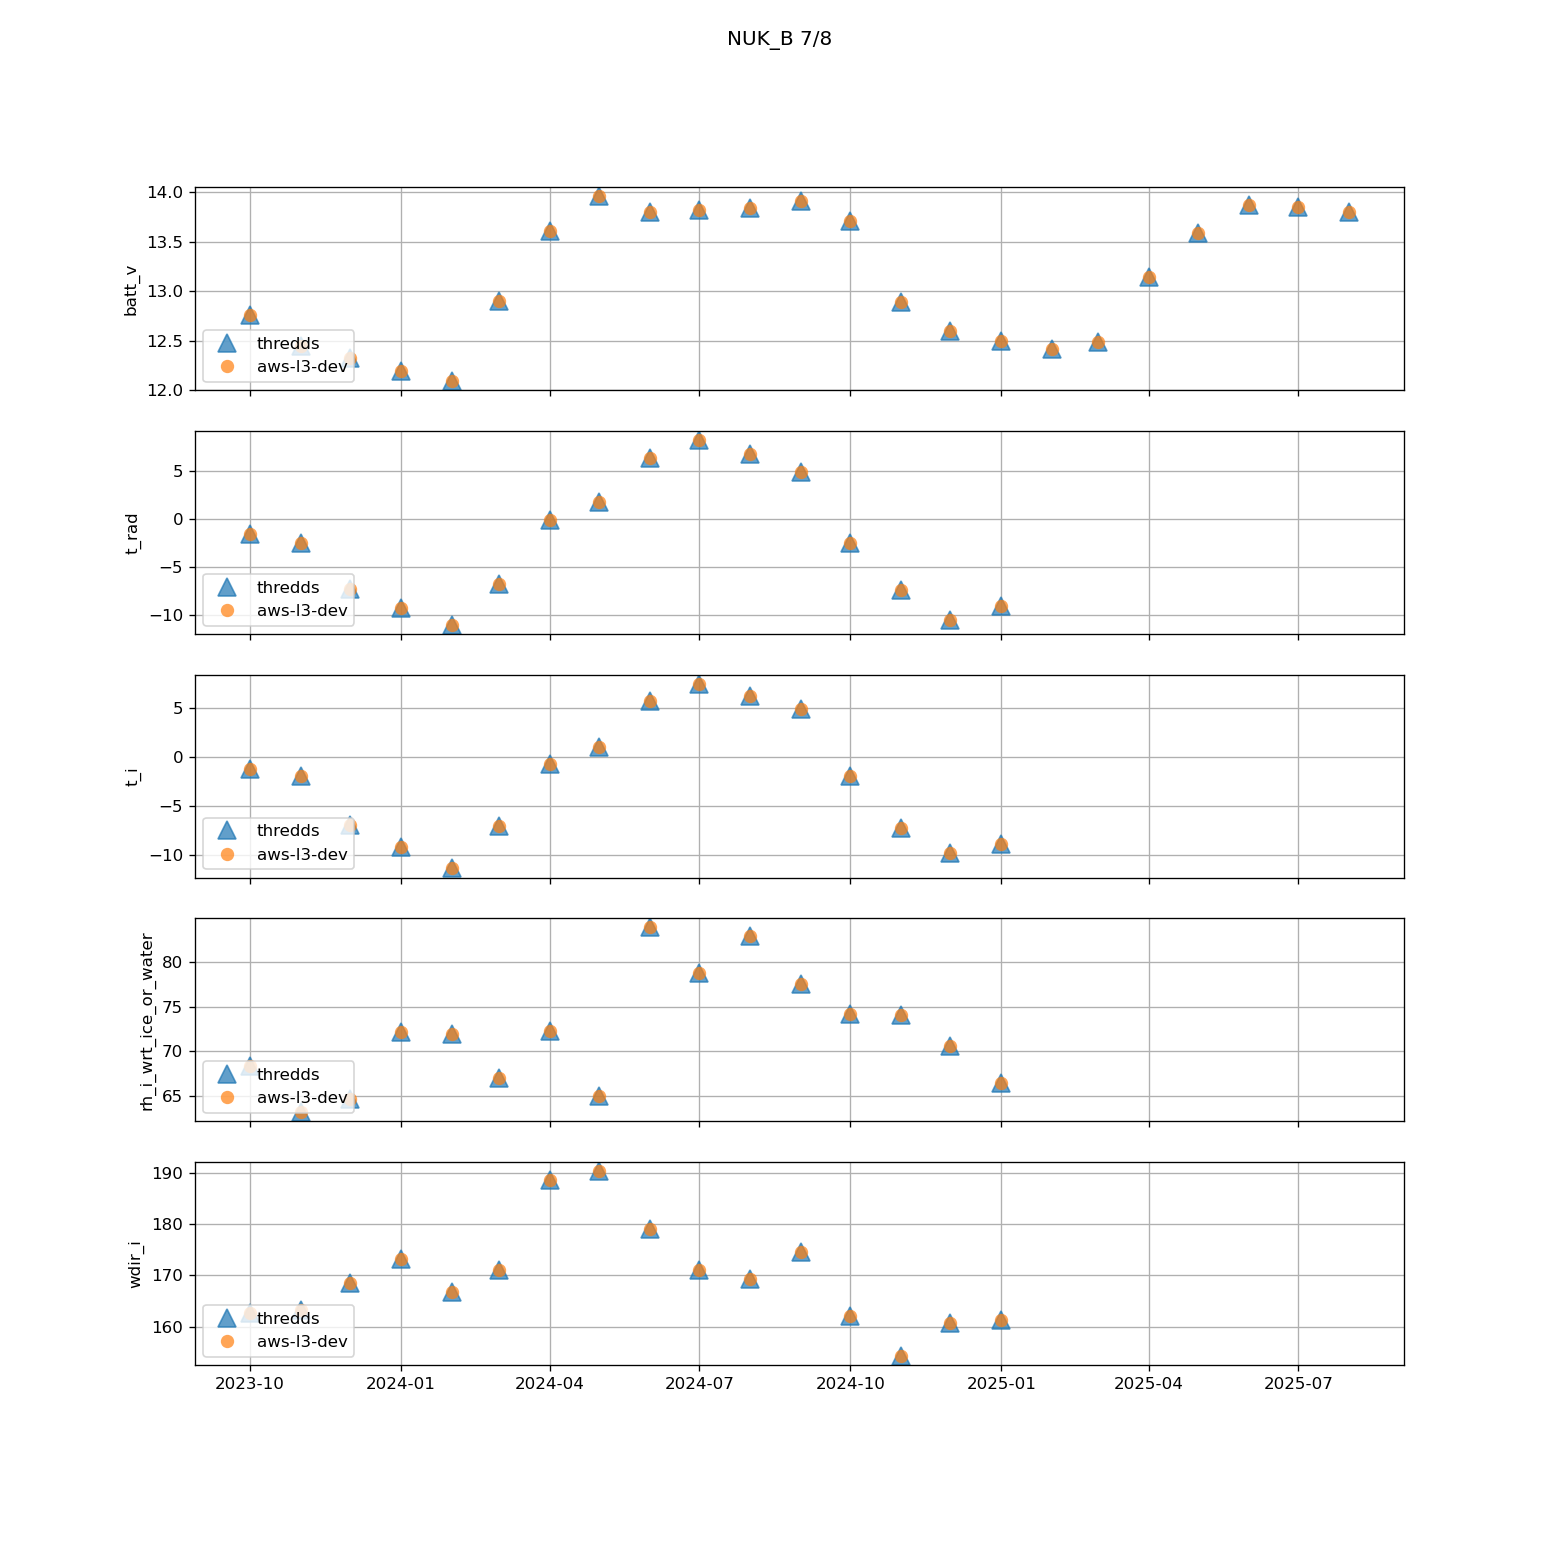 NUK_B 7/8
14.0
13.5
13.0
12.5
12.0
batt_v
thredds
aws-l3-dev
5
0
−5
−10
t_rad
thredds
aws-l3-dev
5
0
−5
−10
t_i
thredds
aws-l3-dev
80
75
70
65
rh_i_wrt_ice_or_water
thredds
aws-l3-dev
190
180
170
160
wdir_i
thredds
aws-l3-dev
2023-10 2024-01 2024-04 2024-07 2024-10 2025-01 2025-04 2025-07